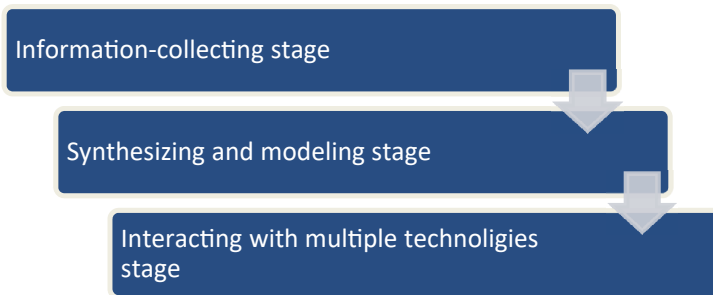 Information-collecting stage
Synthesizing and modeling stage
Interacting with multiple technoligies
stage